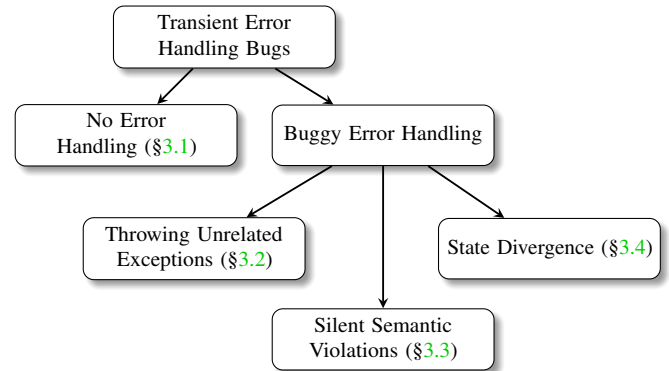 Transient Error
Handling Bugs
No Error
Handling (§3.1)
Buggy Error Handling
Throwing Unrelated
Exceptions (§3.2)
State Divergence (§3.4)
Silent Semantic
Violations (§3.3)